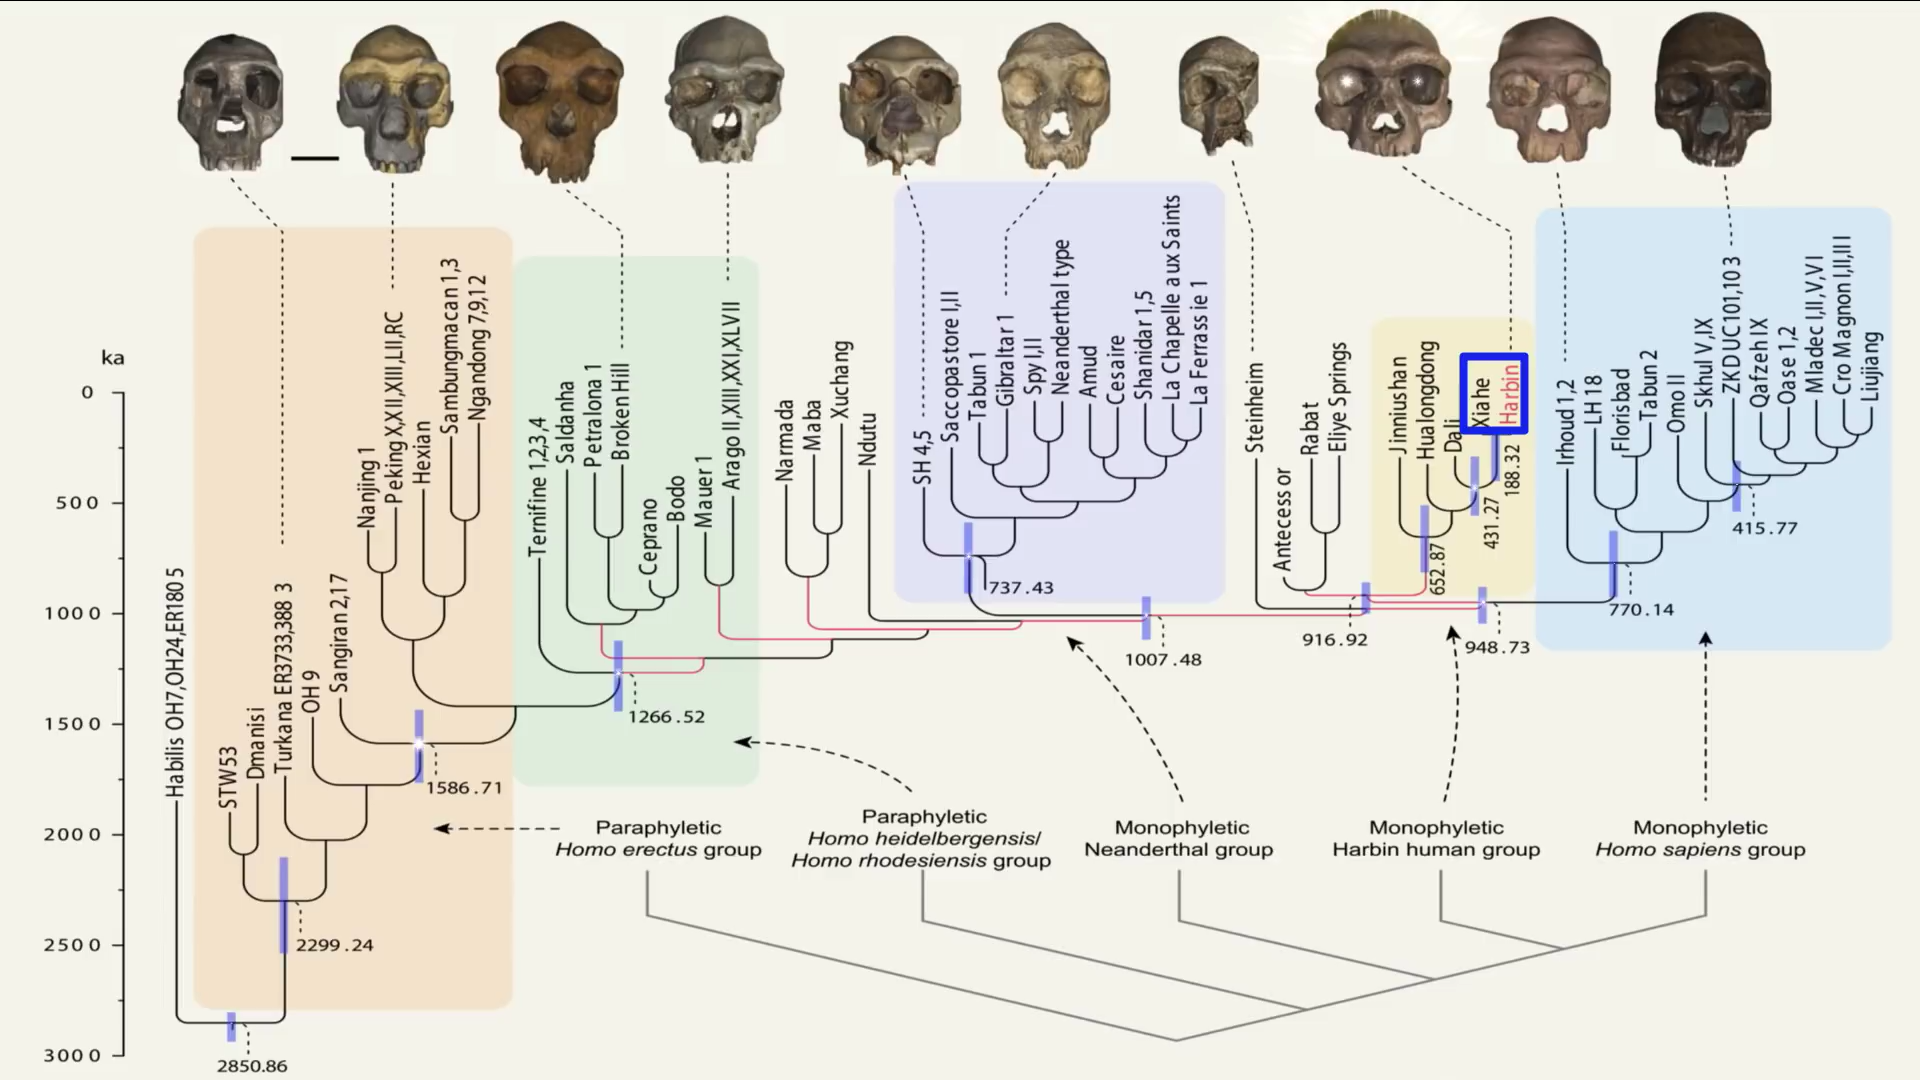 ka
0
500
1000
1500
2000
2500
3000
Habilis OH7,OH24,ER1805
STW53
Dmanisi
Turkana ER3733,3883
OH 9
Sangiran 2,17
Nanjing 1
Peking X,XII,XIII,LII,RC
Hexian
Sambungmacan 1,3
Ngandong 7,9,12
Ternifine 1,2,3,4
Saldanha
Petralona 1
Broken Hill
Ceprano
Bodo
Mauer 1
Arago II,XIII,XXI,XLVII
Narmada
Maba
Xuchang
Ndutu
SH 4,5
Saccopastore I,II
Tabun 1
Gibraltar 1
Spy I,II
Neanderthal type
Amud
Cesaire
Shanidar 1,5
La Chapelle aux Saints
La Ferrassie 1
Steinheim
Antecessor
Rabat
Eliye Springs
Jinniushan
Hualongdong
Dali
Xiahe
Harbin
Irhoud 1,2
LH 18
Florisbad
Tabun 2
Omo II
Skhul V,IX
ZKD UC101,103
Qafzeh IX
Oase 1,2
Mladec I,II,V,VI
Cro Magnon I,II,III
Liujiang
2850.86
2299.24
1586.71
1266.52
737.43
1007.48
916.92
652.87
431.27
188.32
948.73
770.14
415.77
Paraphyletic
Homo erectus group
Paraphyletic
Homo heidelbergensis/
Homo rhodesiensis group
Monophyletic
Neanderthal group
Monophyletic
Harbin human group
Monophyletic
Homo sapiens group